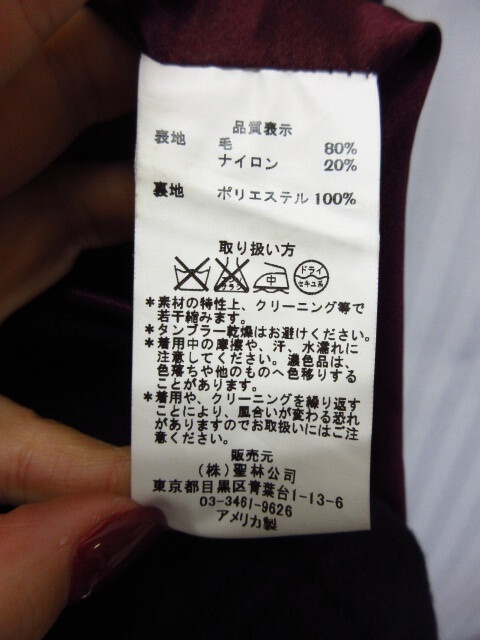 品質表示
表地 毛 80%
ナイロン 20%
裏地 ポリエステル 100%
取り扱い方
中 ドライ セキユ系
*素材の特性上、クリーニング等で
若干縮みます。
*タンブラー乾燥はお避けください。
*着用中の摩擦や、汗、水濡れに
注意してください。濃色品は、
色落ちや他のものへ色移りする
ことがあります。
*着用や、クリーニングを繰り返す
ことにより、風合いが変わる恐れ
がありますのでお取扱いにはご注
意ください。
販売元
(株)聖林公司
東京都目黒区青葉台1-13-6
03-3461-9626
アメリカ製